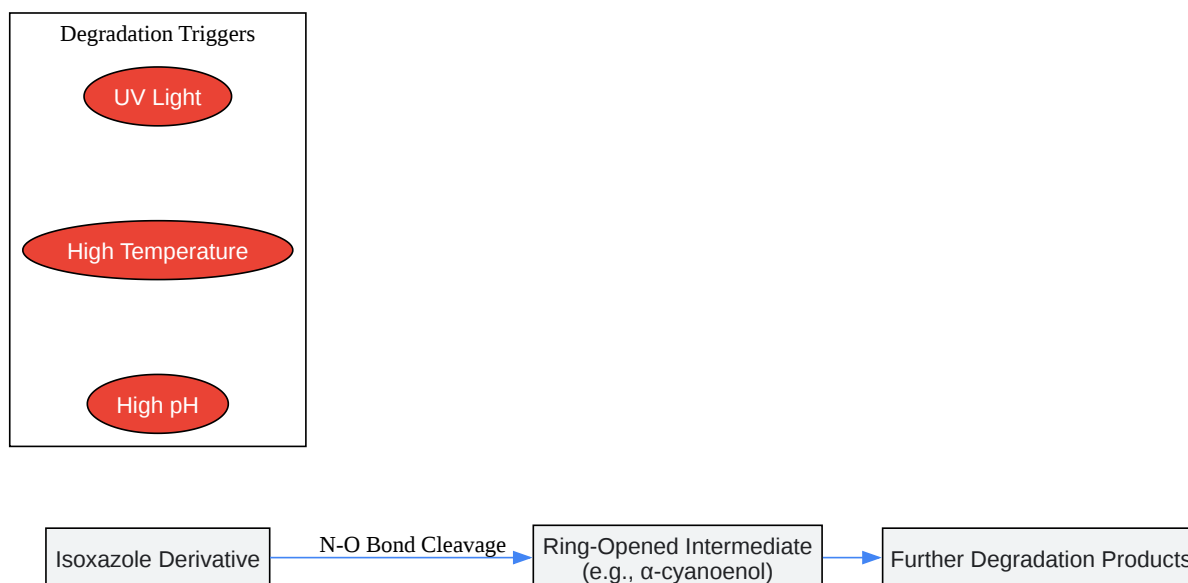 Degradation Triggers
UV Light
High Temperature
High pH
Isoxazole Derivative
N-O Bond Cleavage
Ring-Opened Intermediate
(e.g., α-cyanoenol)
Further Degradation Products